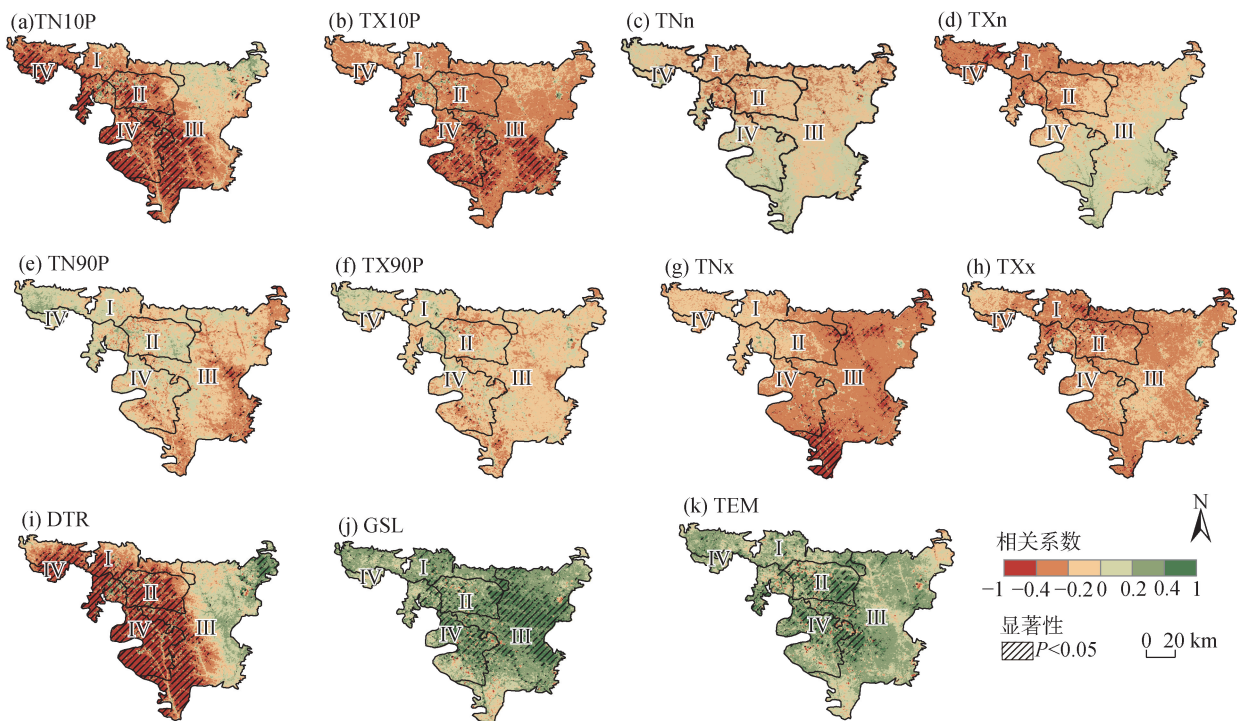 (a)TN10P
(b) TX10P
(c) TNn
(d) TXn
I
II
III
IV
IV
I
II
III
IV
IV
I
II
III
IV
IV
I
II
III
IV
IV
(e) TN90P
(f) TX90P
(g) TNx
(h) TXx
I
II
III
IV
IV
I
II
III
IV
IV
I
II
III
IV
IV
I
II
III
IV
IV
(i) DTR
(j) GSL
(k) TEM
I
II
III
IV
IV
I
II
III
IV
IV
I
II
III
IV
IV
N
相关系数
−1 −0.4 −0.2 0 0.2 0.4 1
显著性
P<0.05
0 20 km